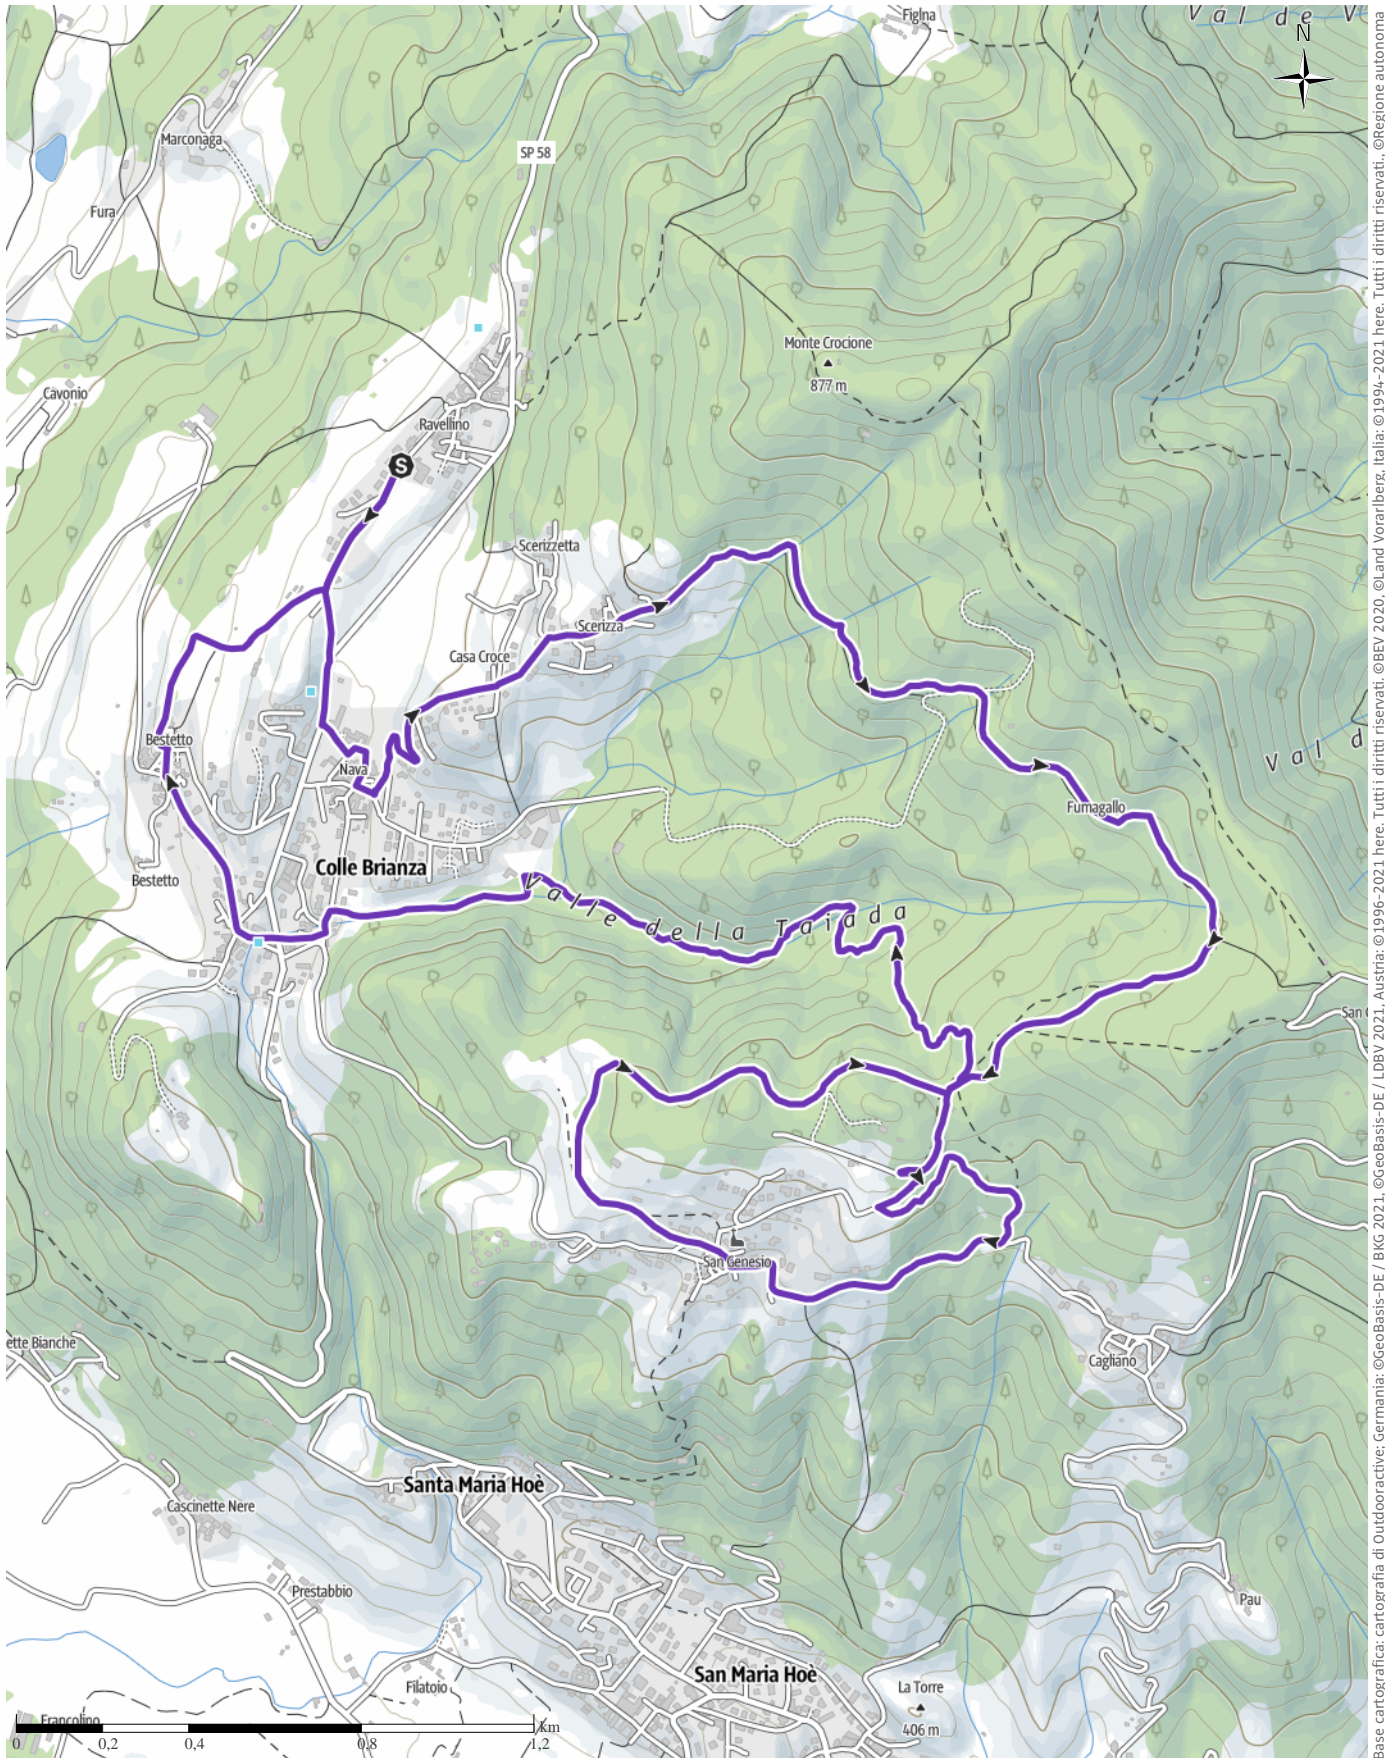 Figina
Val de V
N
Marconaga
SP 58
Fura
Monte Crocione
877 m
Cavonio
Ravellino
S
Scerizzetta
Scerizza
Casa Croce
Bestetto
Val d
Nava
Fumagallo
Colle Brianza
Bestetto
Valle della Taiada
San G
San Genesio
ette Bianche
Cagliano
Santa Maria Hoè
Cascinette Nere
Prestabbio
Pau
San Maria Hoè
Filatoio
La Torre
406 m
Francolino
km
0 0,2 0,4 0,8 1,2
ase cartografica: cartografia di Outdooractive; Germania: ©GeoBasis-DE / BKG 2021, ©GeoBasis-DE / LDBV 2021, Austria: ©1996-2021 here. Tutti i diritti riservati. ©BEV 2020, ©Land Vorarlberg, Italia: ©1994-2021 here. Tutti i diritti riservati., ©Regione autonoma